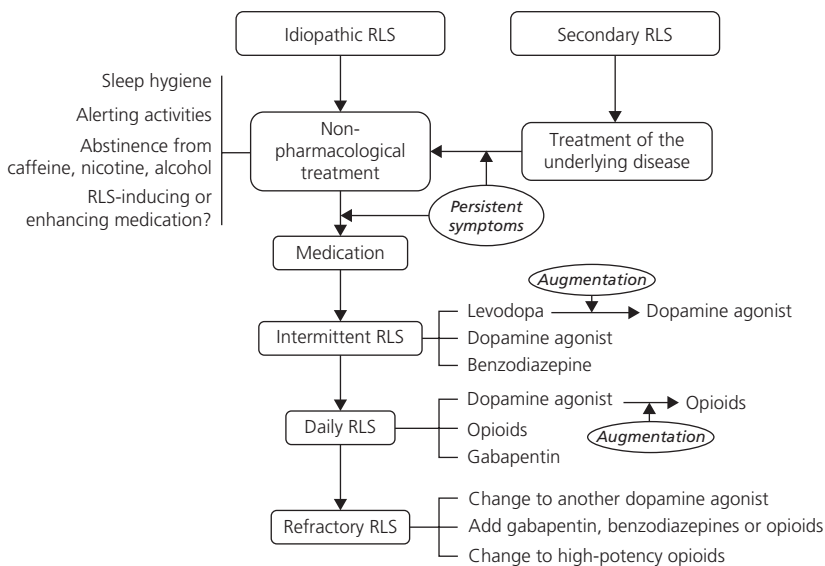 Idiopathic RLS
Secondary RLS
Sleep hygiene
Alerting activities
Abstinence from
caffeine, nicotine, alcohol
RLS-inducing or
enhancing medication?
Non-
pharmacological
treatment
Treatment of the
underlying disease
Persistent
symptoms
Medication
Augmentation
Intermittent RLS
Levodopa
Dopamine agonist
Dopamine agonist
Benzodiazepine
Daily RLS
Dopamine agonist
Opioids
Opioids
Gabapentin
Augmentation
Refractory RLS
Change to another dopamine agonist
Add gabapentin, benzodiazepines or opioids
Change to high-potency opioids